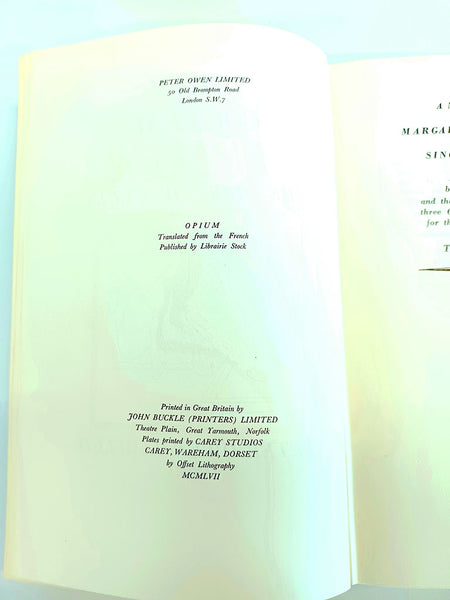 PETER OWEN LIMITED
50 Old Brompton Road
London S.W.7
OPIUM
Translated from the French
Published by Librairie Stock
Printed in Great Britain by
JOHN BUCKLE (PRINTERS) LIMITED
Theatre Plain, Great Yarmouth, Norfolk
Plates printed by CAREY STUDIOS
CAREY, WAREHAM, DORSET
by Offset Lithography
MCMLVII
A
MARGA
SING
b
and th
three
for th
T